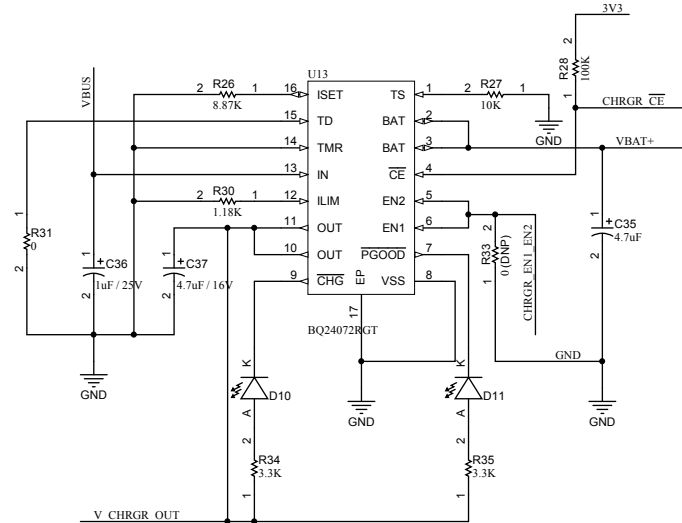 3V3
U13
VBUS
2 R26 1
8.87K
16 ISET
TS 1
R27 1
10K
2
R28
100K
1
15 TD
BAT 2
GND
CHRGR_CE
14 TMR
BAT 3
VBAT+
13 IN
CE 4
2 R30 1
1.18K
12 ILIM
EN2 5
11 OUT
EN1 6
1
R31
0
2
10 OUT
PGOOD 7
2
R33
0 (DNP)
1
CHRGR_EN1_EN2
1
+ C35
4.7uF
2
1
+ C36
1uF / 25V
2
1
+ C37
4.7uF / 16V
2
9 CHG
VSS 8
EP
17
BQ24072RGT
GND
GND
GND
GND
K
D10
A
K
D11
A
2
R34
3.3K
1
2
R35
3.3K
1
V_CHRGR_OUT